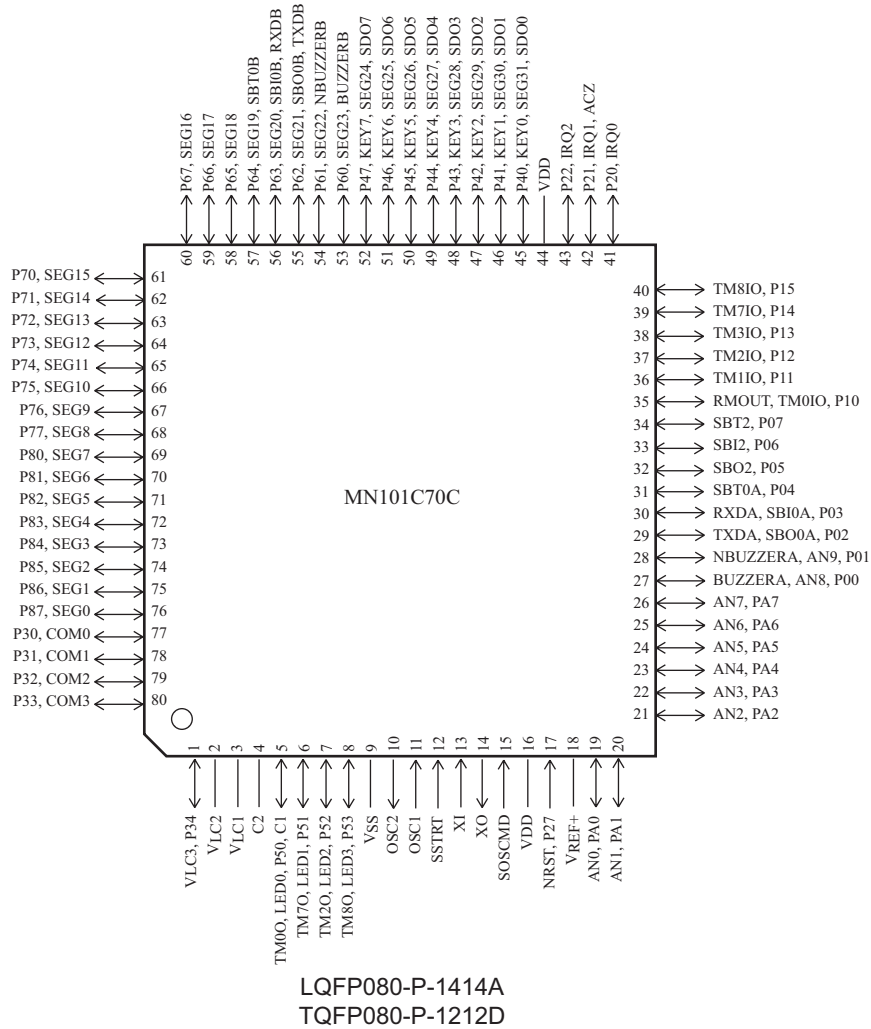 P67, SEG16
P66, SEG17
P65, SEG18
P64, SEG19, SBT0B
P63, SEG20, SBI0B, RXDB
P62, SEG21, SBO0B, TXDB
P61, SEG22, NBUZZERB
P60, SEG23, BUZZERB
P47, KEY7, SEG24, SDO7
P46, KEY6, SEG25, SDO6
P45, KEY5, SEG26, SDO5
P44, KEY4, SEG27, SDO4
P43, KEY3, SEG28, SDO3
P42, KEY2, SEG29, SDO2
P41, KEY1, SEG30, SDO1
P40, KEY0, SEG31, SDO0
VDD
P22, IRQ2
P21, IRQ1, ACZ
P20, IRQ0
60 59 58 57 56 55 54 53 52 51 50 49 48 47 46 45 44 43 42 41
P70, SEG15 61
P71, SEG14 62
P72, SEG13 63
P73, SEG12 64
P74, SEG11 65
P75, SEG10 66
P76, SEG9 67
P77, SEG8 68
P80, SEG7 69
P81, SEG6 70
P82, SEG5 71
P83, SEG4 72
P84, SEG3 73
P85, SEG2 74
P86, SEG1 75
P87, SEG0 76
P30, COM0 77
P31, COM1 78
P32, COM2 79
P33, COM3 80
MN101C70C
40 TM8IO, P15
39 TM7IO, P14
38 TM3IO, P13
37 TM2IO, P12
36 TM1IO, P11
35 RMOUT, TM0IO, P10
34 SBT2, P07
33 SBI2, P06
32 SBO2, P05
31 SBT0A, P04
30 RXDA, SBI0A, P03
29 TXDA, SBO0A, P02
28 NBUZZERA, AN9, P01
27 BUZZERA, AN8, P00
26 AN7, PA7
25 AN6, PA6
24 AN5, PA5
23 AN4, PA4
22 AN3, PA3
21 AN2, PA2
1 2 3 4 5 6 7 8 9 10 11 12 13 14 15 16 17 18 19 20
VLC3, P34
VLC2
VLC1
C2
TM0O, LED0, P50, C1
TM7O, LED1, P51
TM2O, LED2, P52
TM8O, LED3, P53
VSS
OSC2
OSC1
SSTRT
XI
XO
SOSCMD
VDD
NRST, P27
VREF+
AN0, PA0
AN1, PA1
LQFP080-P-1414A
TQFP080-P-1212D